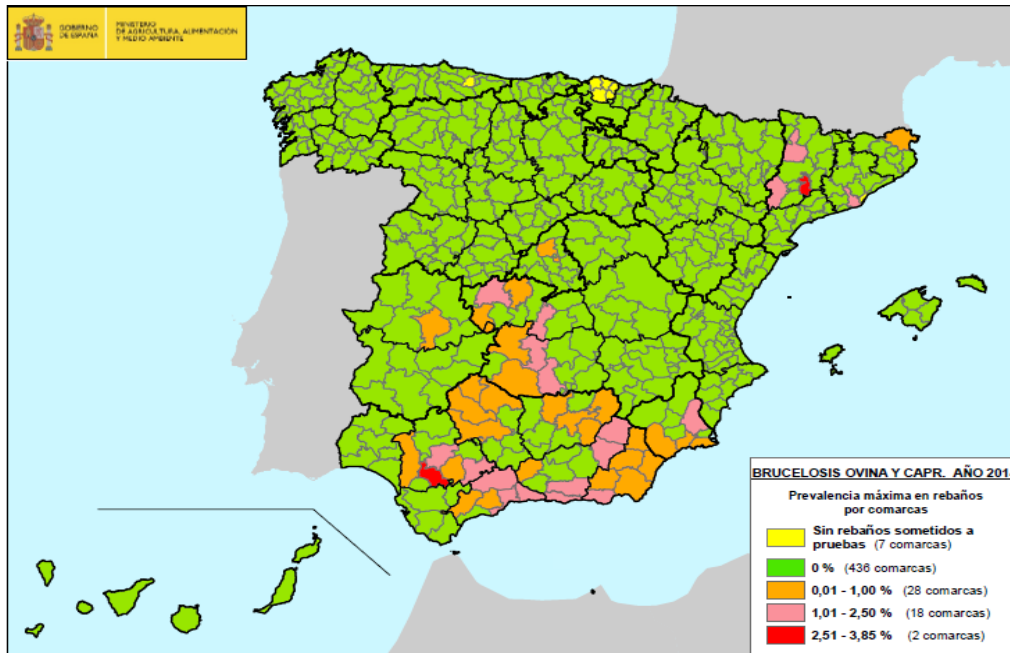 GOBIERNO
DE ESPAÑA
MINISTERIO
DE AGRICULTURA, ALIMENTACIÓN
Y MEDIO AMBIENTE
BRUCELOSIS OVINA Y CAPR. AÑO 201
Prevalencia máxima en rebaños
por comarcas
Sin rebaños sometidos a
pruebas (7 comarcas)
0 % (436 comarcas)
0,01 - 1,00 % (28 comarcas)
1,01 - 2,50 % (18 comarcas)
2,51 - 3,85 % (2 comarcas)